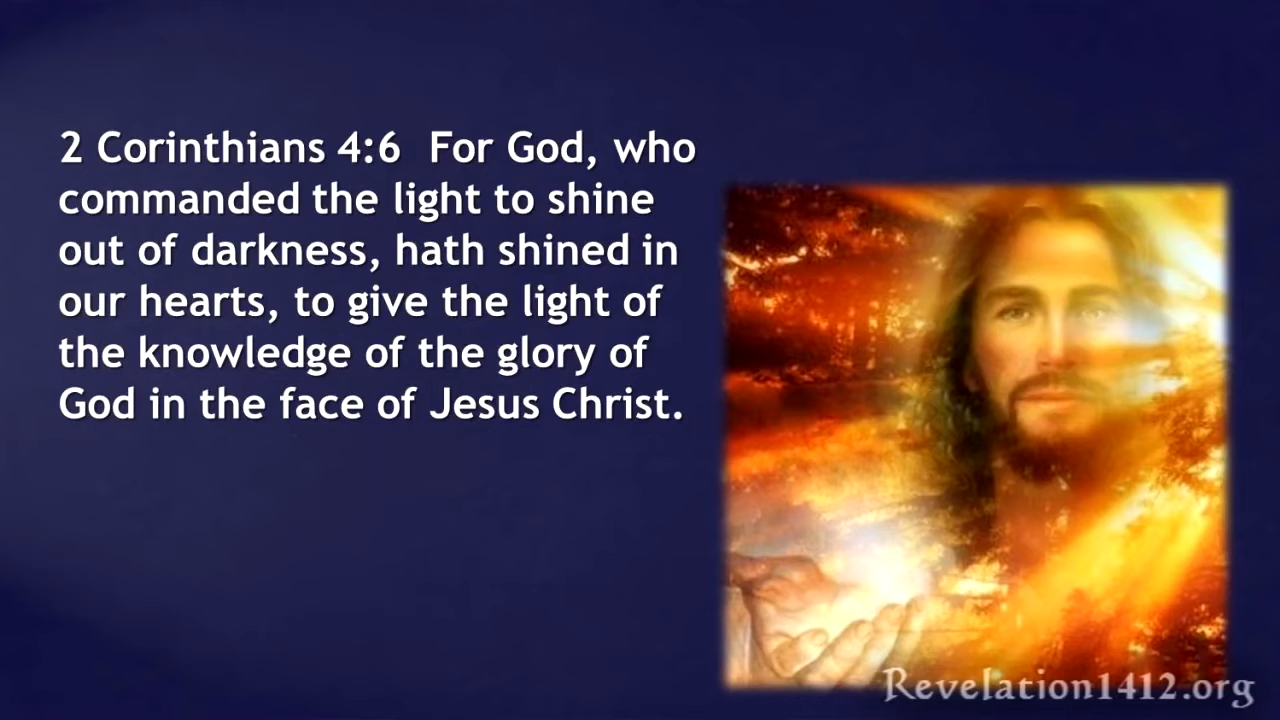 2 Corinthians 4:6  For God, who
commanded the light to shine
out of darkness, hath shined in
our hearts, to give the light of
the knowledge of the glory of
God in the face of Jesus Christ.
Revelation1412.org